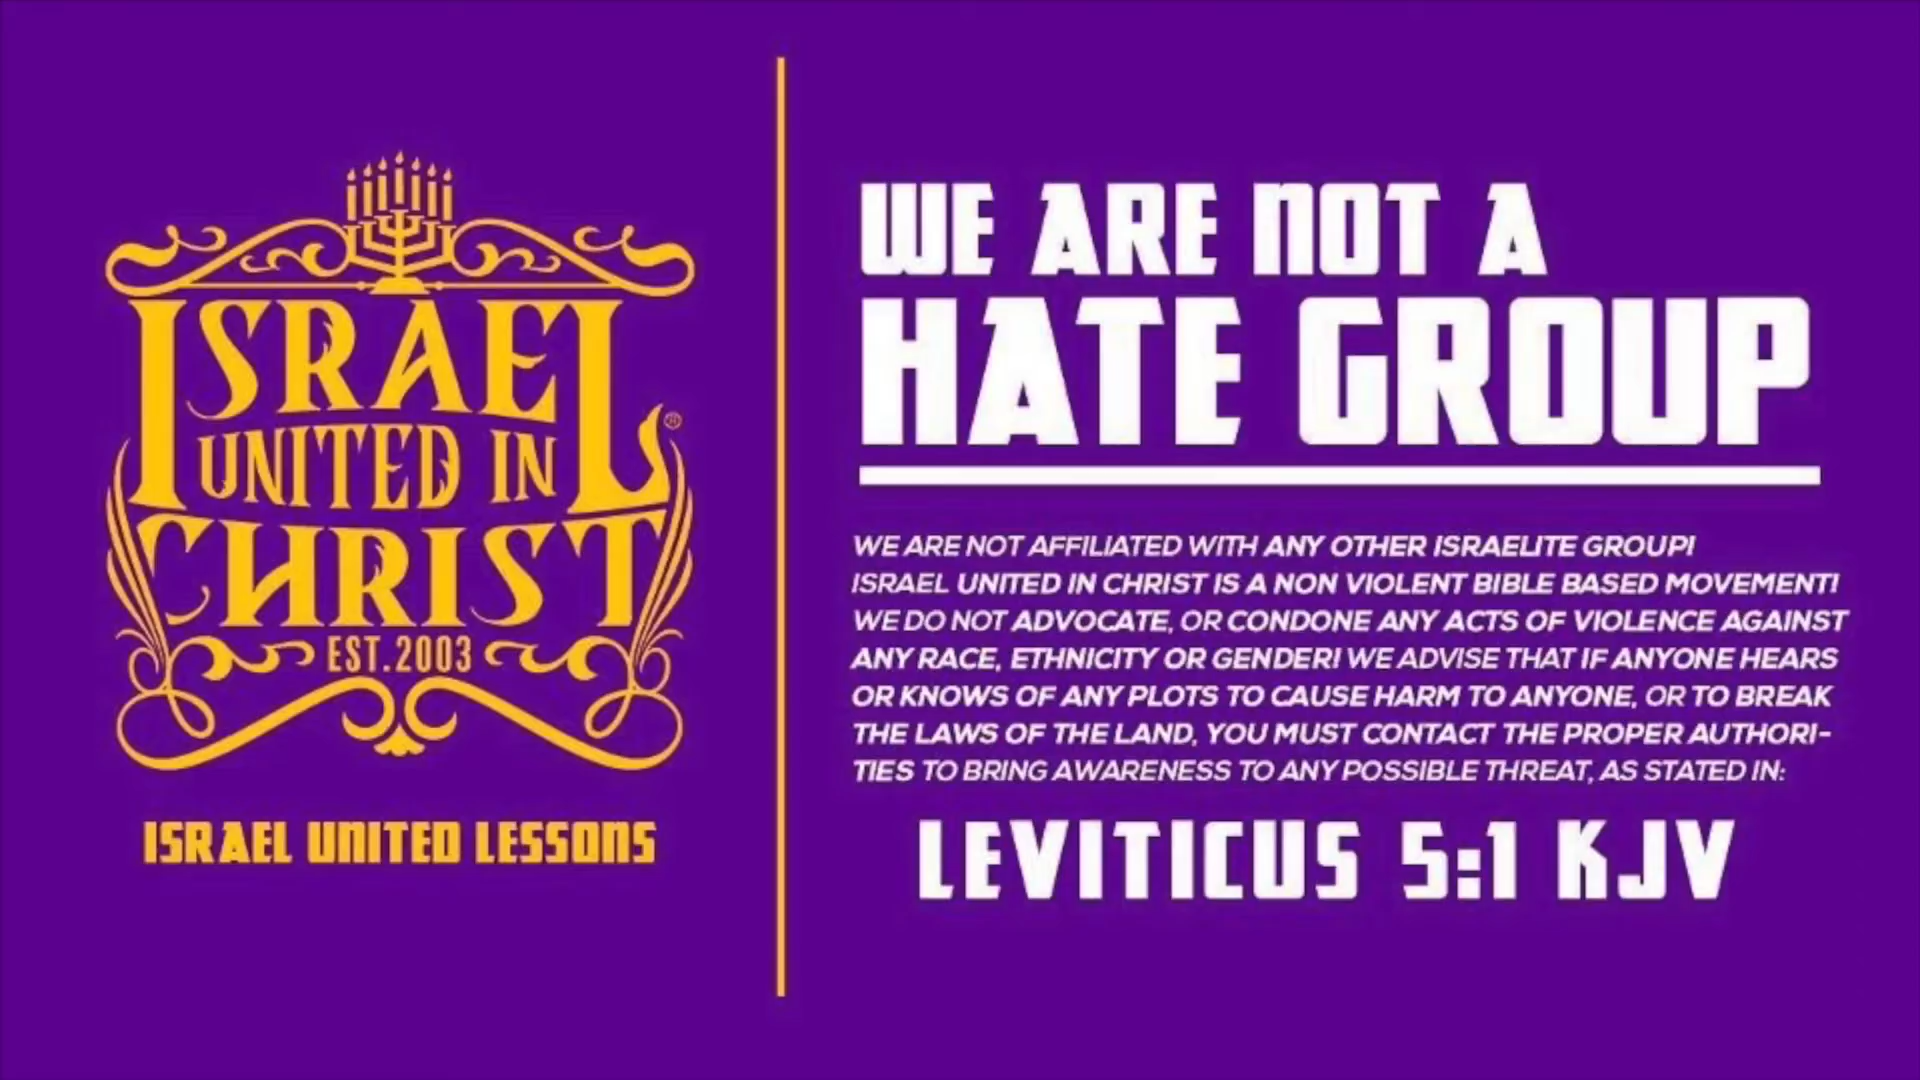 ISRAEL
UNITED IN
CHRIST
®
EST.2003
ISRAEL UNITED LESSONS
WE ARE NOT A
HATE GROUP
WE ARE NOT AFFILIATED WITH ANY OTHER ISRAELITE GROUP!
ISRAEL UNITED IN CHRIST IS A NON VIOLENT BIBLE BASED MOVEMENT!
WE DO NOT ADVOCATE, OR CONDONE ANY ACTS OF VIOLENCE AGAINST
ANY RACE, ETHNICITY OR GENDER! WE ADVISE THAT IF ANYONE HEARS
OR KNOWS OF ANY PLOTS TO CAUSE HARM TO ANYONE, OR TO BREAK
THE LAWS OF THE LAND, YOU MUST CONTACT THE PROPER AUTHORI-
TIES TO BRING AWARENESS TO ANY POSSIBLE THREAT, AS STATED IN:
LEVITICUS 5:1 KJV